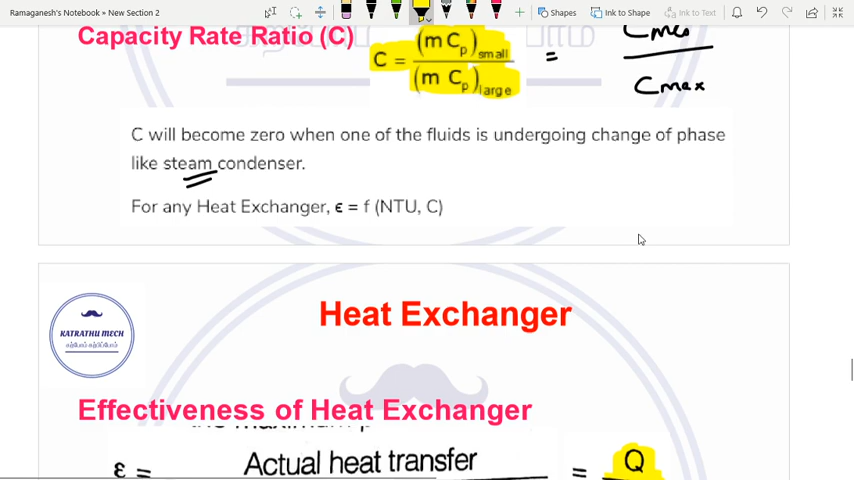 Ramaganesh's Notebook » New Section 2
Shapes
Ink to Shape
Ink to Text
Capacity Rate Ratio (C)
C = (m Cp)small / (m Cp)large = / Cmax
C will become zero when one of the fluids is undergoing change of phase
like steam condenser.
For any Heat Exchanger, ε = f (NTU, C)
KATRATHU MECH
கற்போம் கற்பிப்போம்
Heat Exchanger
Effectiveness of Heat Exchanger
ε = Actual heat transfer = Q